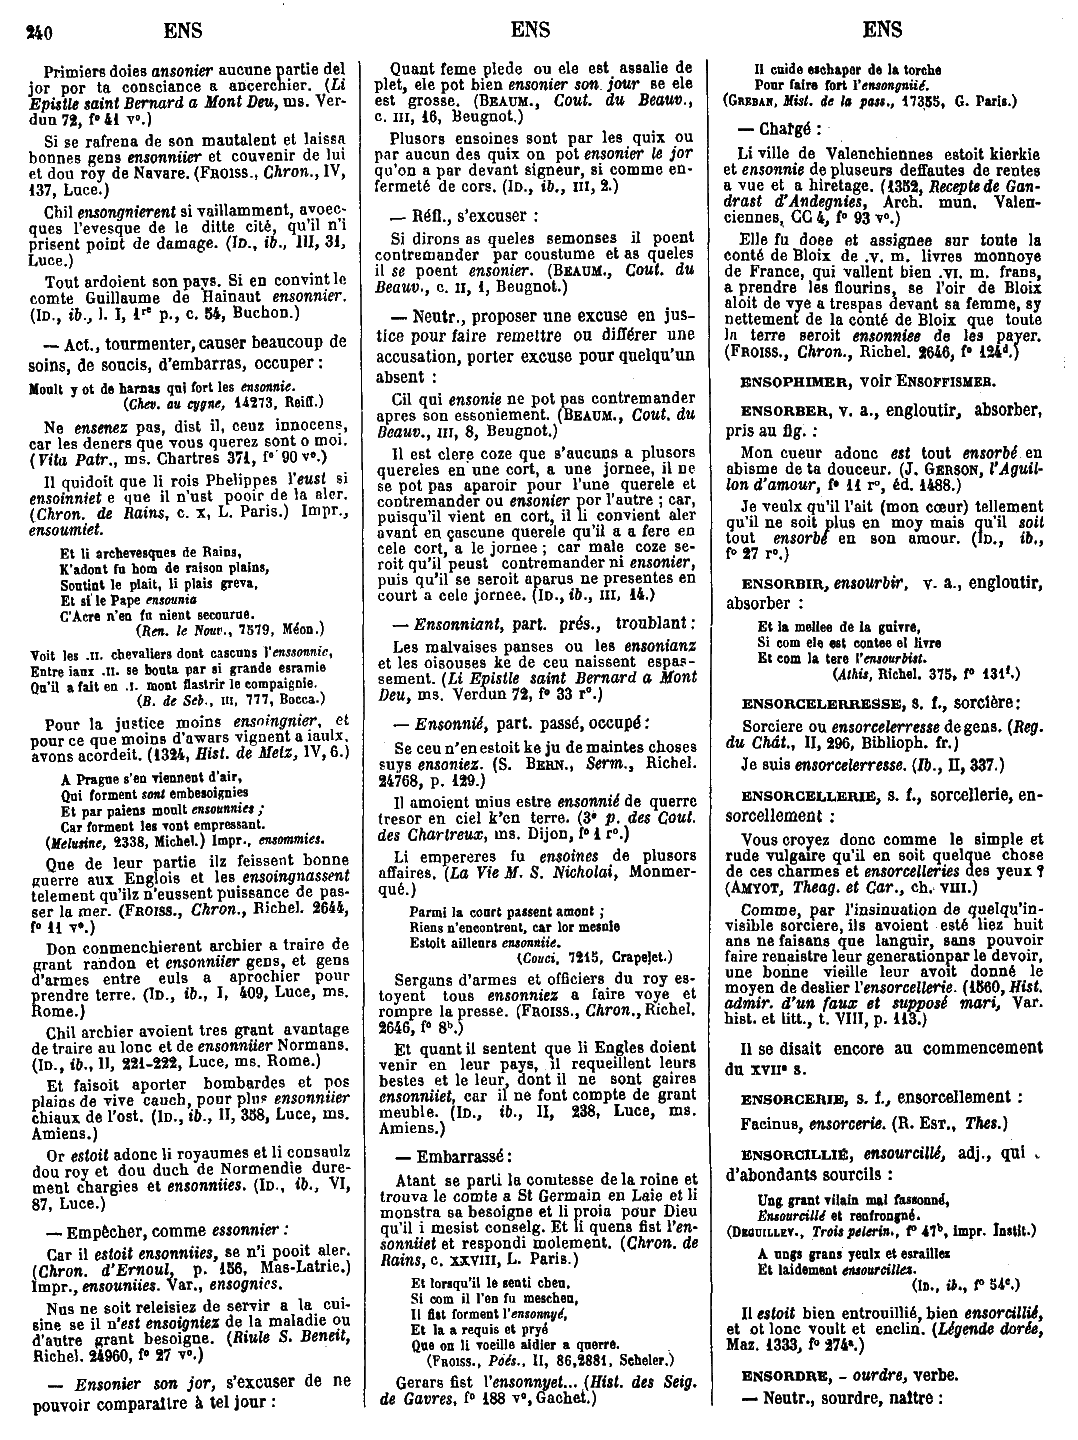 240 ENS ENS ENS
Primiers doies ansonier aucune partie del
jor por ta consciance a ancerchier. (Li
Epistle saint Bernard a Mont Deu, ms. Ver-
dun 72, f° 41 v°.)
Si se rafrena de son mautalent et laissa
bonnes gens ensonniier et couvenir de lui
et dou roy de Navare. (FROISS., Chron., IV,
137, Luce.)
Chil ensongnierent si vaillamment, avoec-
ques l'evesque de le ditte cité, qu'il n'i
prisent point de damage. (ID., ib., III, 31,
Luce.)
Tout ardoient son pays. Si en convint le
comte Guillaume de Hainaut ensonnier.
(ID., ib., l. I, 1re p., c. 54, Buchon.)
— Act., tourmenter, causer beaucoup de
soins, de soucis, d'embarras, occuper :
Moult y ot de harnas qui fort les ensonnie.
(Chev. au cygne, 14273, Reiff.)
Ne ensenez pas, dist il, ceuz innocens,
car les deners que vous querez sont o moi.
(Vita Patr., ms. Chartres 371, f° 90 v°.)
Il quidoit que li rois Phelippes l'eust si
ensoinniet e que il n'ust pooir de la aler.
(Chron. de Rains, c. X, L. Paris.) Impr.,
ensoumiet.
Et li archevesques de Rains,
K'adont fu hom de raison plains,
Sontint le plait, li plais greva,
Et si le Pape ensounia
C'Acre n'en fu nient secourue.
(Ren. le Nouv., 7579, Méon.)
Voit les .II. chevaliers dont cascuns l'enssonnie,
Entre iaux .II. se bouta par si grande esramie
Qu'il a fait en .I. mont flastrir le compaignie.
(B. de Seb., III, 777, Bocca.)
Pour la justice moins ensoingnier, et
pour ce que moins d'awars vignent a iaulx,
avons acordeit. (1324, Hist. de Metz, IV, 6.)
A Prague s'en viennent d'air,
Qui forment sont embesoignies
Et par paiens moult ensounnies ;
Car forment les vont empressant.
(Melusine, 2338, Michel.) Impr., ensommies.
Que de leur partie ilz feissent bonne
guerre aux Englois et les ensoingnassent
telement qu'ilz n'eussent puissance de pas-
ser la mer. (FROISS., Chron., Richel. 2644,
f° 11 v°.)
Don conmenchierent archier a traire de
grant randon et ensonniier gens, et gens
d'armes entre euls a aprochier pour
prendre terre. (ID., ib., I, 409, Luce, ms.
Rome.)
Chil archier avoient tres grant avantage
de traire au lonc et de ensonniier Normans.
(ID., ib., II, 221-222, Luce, ms. Rome.)
Et faisoit aporter bombardes et pos
plains de vive cauch, pour plus ensonniier
chiaux de l'ost. (ID., ib., II, 358, Luce, ms.
Amiens.)
Or estoit adonc li royaumes et li consaulz
dou roy et dou duch de Normendie dure-
ment chargies et ensonniies. (ID., ib., VI,
87, Luce.)
— Empêcher, comme essonnier :
Car il estoit ensonniies, se n'i pooit aler.
(Chron. d'Ernoul, p. 156, Mas-Latrie.)
Impr., ensouniies. Var., ensognies.
Nus ne soit releisiez de servir a la cui-
sine se il n'est ensoigniez de la maladie ou
d'autre grant besoigne. (Riule S. Beneit,
Richel. 24960, f° 27 v°.)
— Ensonier son jor, s'excuser de ne
pouvoir comparaître à tel jour :
Quant feme plede ou ele est assalie de
plet, ele pot bien ensonier son jour se ele
est grosse. (BEAUM., Cout. du Beauv.,
c. III, 16, Beugnot.)
Plusors ensoines sont par les quix ou
par aucun des quix on pot ensonier le jor
qu'on a par devant signeur, si comme en-
fermeté de cors. (ID., ib., III, 2.)
— Réfl., s'excuser :
Si dirons as queles semonses il poent
contremander par coustume et as queles
il se poent ensonier. (BEAUM., Cout. du
Beauv., c. II, 1, Beugnot.)
— Neutr., proposer une excuse en jus-
tice pour faire remettre ou différer une
accusation, porter excuse pour quelqu'un
absent :
Cil qui ensonie ne pot pas contremander
apres son essoniement. (BEAUM., Cout. du
Beauv., III, 8, Beugnot.)
Il est clere coze que s'aucuns a plusors
quereles en une cort, a une jornee, il ne
se pot pas aparoir pour l'une querele et
contremander ou ensonier por l'autre ; car,
puisqu'il vient en cort, il li convient aler
avant en çascune querele qu'il a a fere en
cele cort, a le jornee ; car male coze se-
roit qu'il peust contremander ni ensonier,
puis qu'il se seroit aparus ne presentes en
court a cele jornee. (ID., ib., III, 14.)
— Ensonniant, part. prés., troublant :
Les malvaises panses ou les ensonianz
et les oisouses ke de ceu naissent espas-
sement. (Li Epistle saint Bernard a Mont
Deu, ms. Verdun 72, f° 33 r°.)
— Ensonnié, part. passé, occupé :
Se ceu n'en estoit ke ju de maintes choses
suys ensoniez. (S. BERN., Serm., Richel.
24768, p. 129.)
Il amoient mius estre ensonnié de querre
tresor en ciel k'en terre. (3e p. des Cout.
des Chartreux, ms. Dijon, f° 1 r°.)
Li empereres fu ensoines de plusors
affaires. (La Vie M. S. Nicholai, Monmer-
qué.)
Parmi la court passent amont ;
Riens n'encontrent, car lor mesnie
Estoit ailleurs ensonniie.
(Couci, 7215, Crapelet.)
Serguns d'armes et officiers du roy es-
toyent tous ensonniez a faire voye et
rompre la presse. (FROISS., Chron., Richel.
2646, f° 8b.)
Et quant il sentent que li Engles doient
venir en leur pays, il requeillent leurs
bestes et le leur, dont il ne sont gaires
ensonniiet, car il ne font compte de grant
meuble. (ID., ib., II, 238, Luce, ms.
Amiens.)
— Embarrassé :
Atant se parti la comtesse de la roine et
trouva le comte a St Germain en Laie et li
monstra sa besoigne et li proia pour Dieu
qu'il i mesist conselg. Et li quens fist l'en-
sonniiet et respondi molement. (Chron. de
Rains, c. XXVIII, L. Paris.)
Et lorsqu'il le senti cheu,
Si com il l'en fu mescheu,
Il fist forment l'ensonnyé,
Et la a requis et pryé
Que on li voeille aidier a querre.
(FROISS., Poés., II, 86, 2881, Scheler.)
Gerars fist l'ensonnyet... (Hist. des Seig.
de Gavres, f° 188 v°, Gachet.)
Il cuide eschapor de la torche
Pour faire fort l'ensongniié.
(GREBAN, Mist. de la pass., 17355, G. Paris.)
— Chargé :
Li ville de Valenchiennes estoit kierkie
et ensonnie de pluseurs deffautes de rentes
a vue et a hiretage. (1352, Recepte de Gan-
drast d'Andegnies, Arch. mun. Valen-
ciennes, CC 4, f° 93 v°.)
Elle fu doee et assignee sur toute la
conté de Bloix de .v. m. livres monnoye
de France, qui vallent bien .VI. m. frans,
a prendre les flourins, se l'oir de Bloix
aloit de vye a trespas devant sa femme, sy
nettement de la conté de Bloix que toute
la terre seroit ensonniee de les payer.
(FROISS., Chron., Richel. 2646, f° 124d.)
ENSOPHIMER, voir ENSOFFISMER.
ENSORBER, v. a., engloutir, absorber,
pris au fig. :
Mon cueur adonc est tout ensorbé en
abisme de ta douceur. (J. GERSON, l'Aguil-
lon d'amour, f° 11 r°, éd. 1488.)
Je veulx qu'il l'ait (mon cœur) tellement
qu'il ne soit plus en moy mais qu'il soit
tout ensorbé en son amour. (ID., ib.,
f° 27 r°.)
ENSORBIR, ensourbir, v. a., engloutir,
absorber :
Et la mellee de la guivre,
Si com ele est contee el livre
Et com la tere l'ensourbist.
(Athis, Richel. 375, f° 131f.)
ENSORCELERRESSE, s. f., sorcière :
Sorciere ou ensorcelerresse de gens. (Reg.
du Chât., II, 296, Biblioph. fr.)
Je suis ensorcelerresse. (Ib., II, 337.)
ENSORCELLERIE, s. f., sorcellerie, en-
sorcellement :
Vous croyez donc comme le simple et
rude vulgaire qu'il en soit quelque chose
de ces charmes et ensorcelleries des yeux ?
(AMYOT, Theag. et Car., ch. VIII.)
Comme, par l'insinuation de quelqu'in-
visible sorciere, ils avoient esté liez huit
ans ne faisans que languir, sans pouvoir
faire renaistre leur generation par le devoir,
une bonne vieille leur avoit donné le
moyen de deslier l'ensorcellerie. (1560, Hist.
admir. d'un faux et supposé mari, Var.
hist. et litt., t. VIII, p. 113.)
Il se disait encore au commencement
du XVIIe s.
ENSORCERIE, s. f., ensorcellement :
Facinus, ensorcerie. (R. EST., Thes.)
ENSORCILLIÉ, ensourcillé, adj., qui
d'abondants sourcils :
Ung grant vilain mal fassonné,
Ensourcillé et renfrongné.
(DEGUILLEV., Trois pelerin., f° 47b, impr. Instit.)
A ungs grans yeulx et esraillez
Et laidement ensourcillez.
(ID., ib., f° 54e.)
Il estoit bien entrouillié, bien ensorcillié,
et ot lonc voult et enclin. (Légende dorée,
Maz. 1333, f° 274a.)
ENSORDRE, - ourdre, verbe.
— Neutr., sourdre, naître :